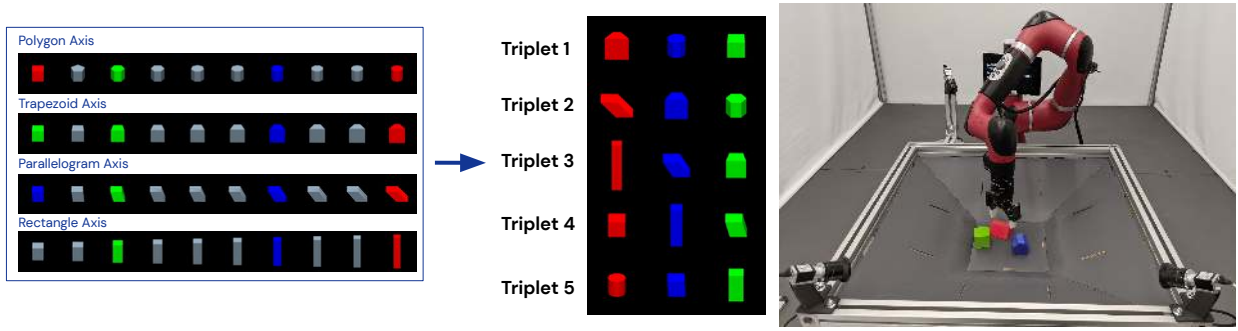 Polygon Axis
Trapezoid Axis
Parallelogram Axis
Rectangle Axis
Triplet 1
Triplet 2
Triplet 3
Triplet 4
Triplet 5